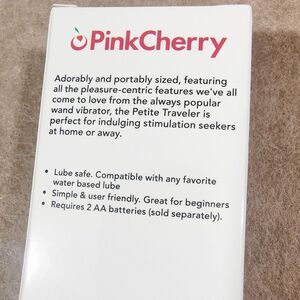 PinkCherry
Adorably and portably sized, featuring
all the pleasure-centric features we've all
come to love from the always popular
wand vibrator, the Petite Traveler is
perfect for indulging stimulation seekers
at home or away.
• Lube safe. Compatible with any favorite
water based lube
• Simple & user friendly. Great for beginners
• Requires 2 AA batteries (sold separately).